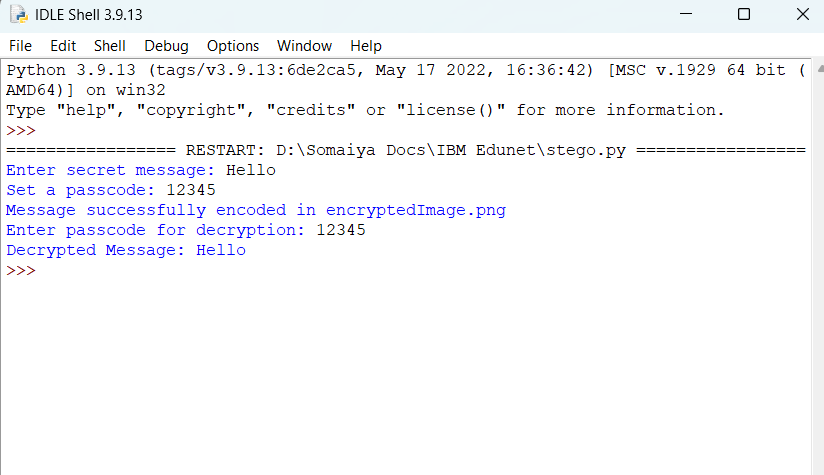 IDLE Shell 3.9.13
File Edit Shell Debug Options Window Help
Python 3.9.13 (tags/v3.9.13:6de2ca5, May 17 2022, 16:36:42) [MSC v.1929 64 bit (
AMD64)] on win32
Type "help", "copyright", "credits" or "license()" for more information.
>>>
================= RESTART: D:\Somaiya Docs\IBM Edunet\stego.py =================
Enter secret message: Hello
Set a passcode: 12345
Message successfully encoded in encryptedImage.png
Enter passcode for decryption: 12345
Decrypted Message: Hello
>>>